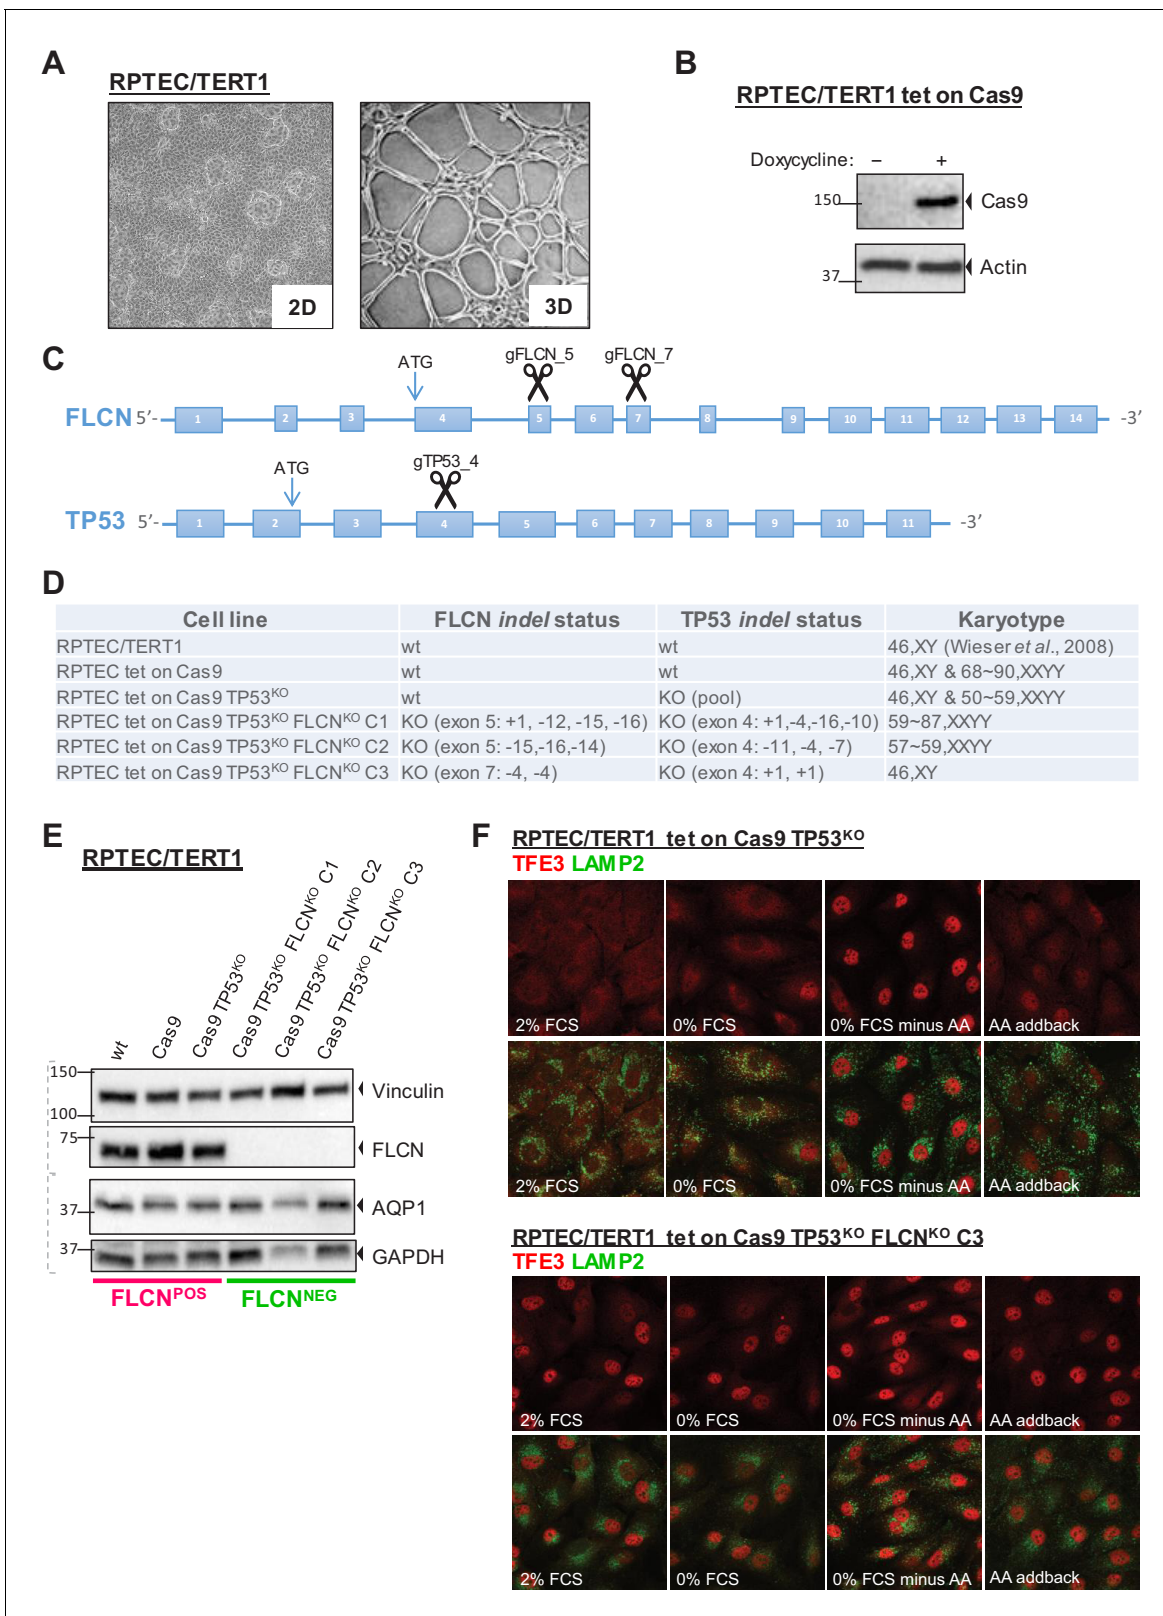 A
RPTEC/TERT1
2D
3D
B
RPTEC/TERT1 tet on Cas9
Doxycycline: – +
150
Cas9
37
Actin
C
ATG
gFLCN_5
gFLCN_7
FLCN 5’- 1 2 3 4 5 6 7 8 9 10 11 12 13 14 -3’
ATG
gTP53_4
TP53 5’- 1 2 3 4 5 6 7 8 9 10 11 -3’
D
Cell line FLCN indel status TP53 indel status Karyotype
RPTEC/TERT1 wt wt 46,XY (Wieser et al., 2008)
RPTEC tet on Cas9 wt wt 46,XY & 68~90,XXYY
RPTEC tet on Cas9 TP53KO wt KO (pool) 46,XY & 50~59,XXYY
RPTEC tet on Cas9 TP53KO FLCNKO C1 KO (exon 5: +1, -12, -15, -16) KO (exon 4: +1,-4,-16,-10) 59~87,XXYY
RPTEC tet on Cas9 TP53KO FLCNKO C2 KO (exon 5: -15,-16,-14) KO (exon 4: -11, -4, -7) 57~59,XXYY
RPTEC tet on Cas9 TP53KO FLCNKO C3 KO (exon 7: -4, -4) KO (exon 4: +1, +1) 46,XY
E
RPTEC/TERT1
wt
Cas9
Cas9 TP53KO
Cas9 TP53KO FLCNKO C1
Cas9 TP53KO FLCNKO C2
Cas9 TP53KO FLCNKO C3
150
Vinculin
100
75
FLCN
37
AQP1
37
GAPDH
FLCNPOS FLCNNEG
F
RPTEC/TERT1 tet on Cas9 TP53KO
TFE3 LAMP2
2% FCS 0% FCS 0% FCS minus AA AA addback
2% FCS 0% FCS 0% FCS minus AA AA addback
RPTEC/TERT1 tet on Cas9 TP53KO FLCNKO C3
TFE3 LAMP2
2% FCS 0% FCS 0% FCS minus AA AA addback
2% FCS 0% FCS 0% FCS minus AA AA addback